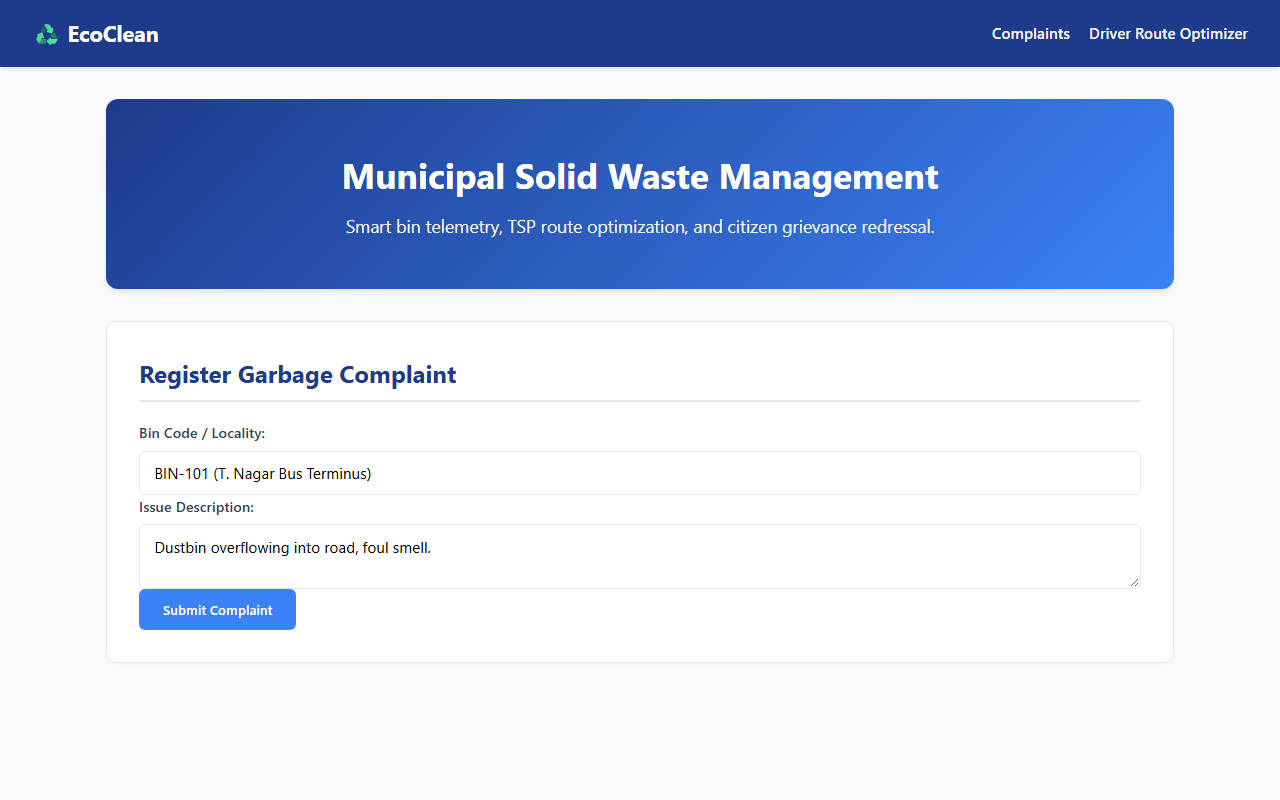 EcoClean
Complaints
Driver Route Optimizer
Municipal Solid Waste Management
Smart bin telemetry, TSP route optimization, and citizen grievance redressal.
Register Garbage Complaint
Bin Code / Locality:
BIN-101 (T. Nagar Bus Terminus)
Issue Description:
Dustbin overflowing into road, foul smell.
Submit Complaint